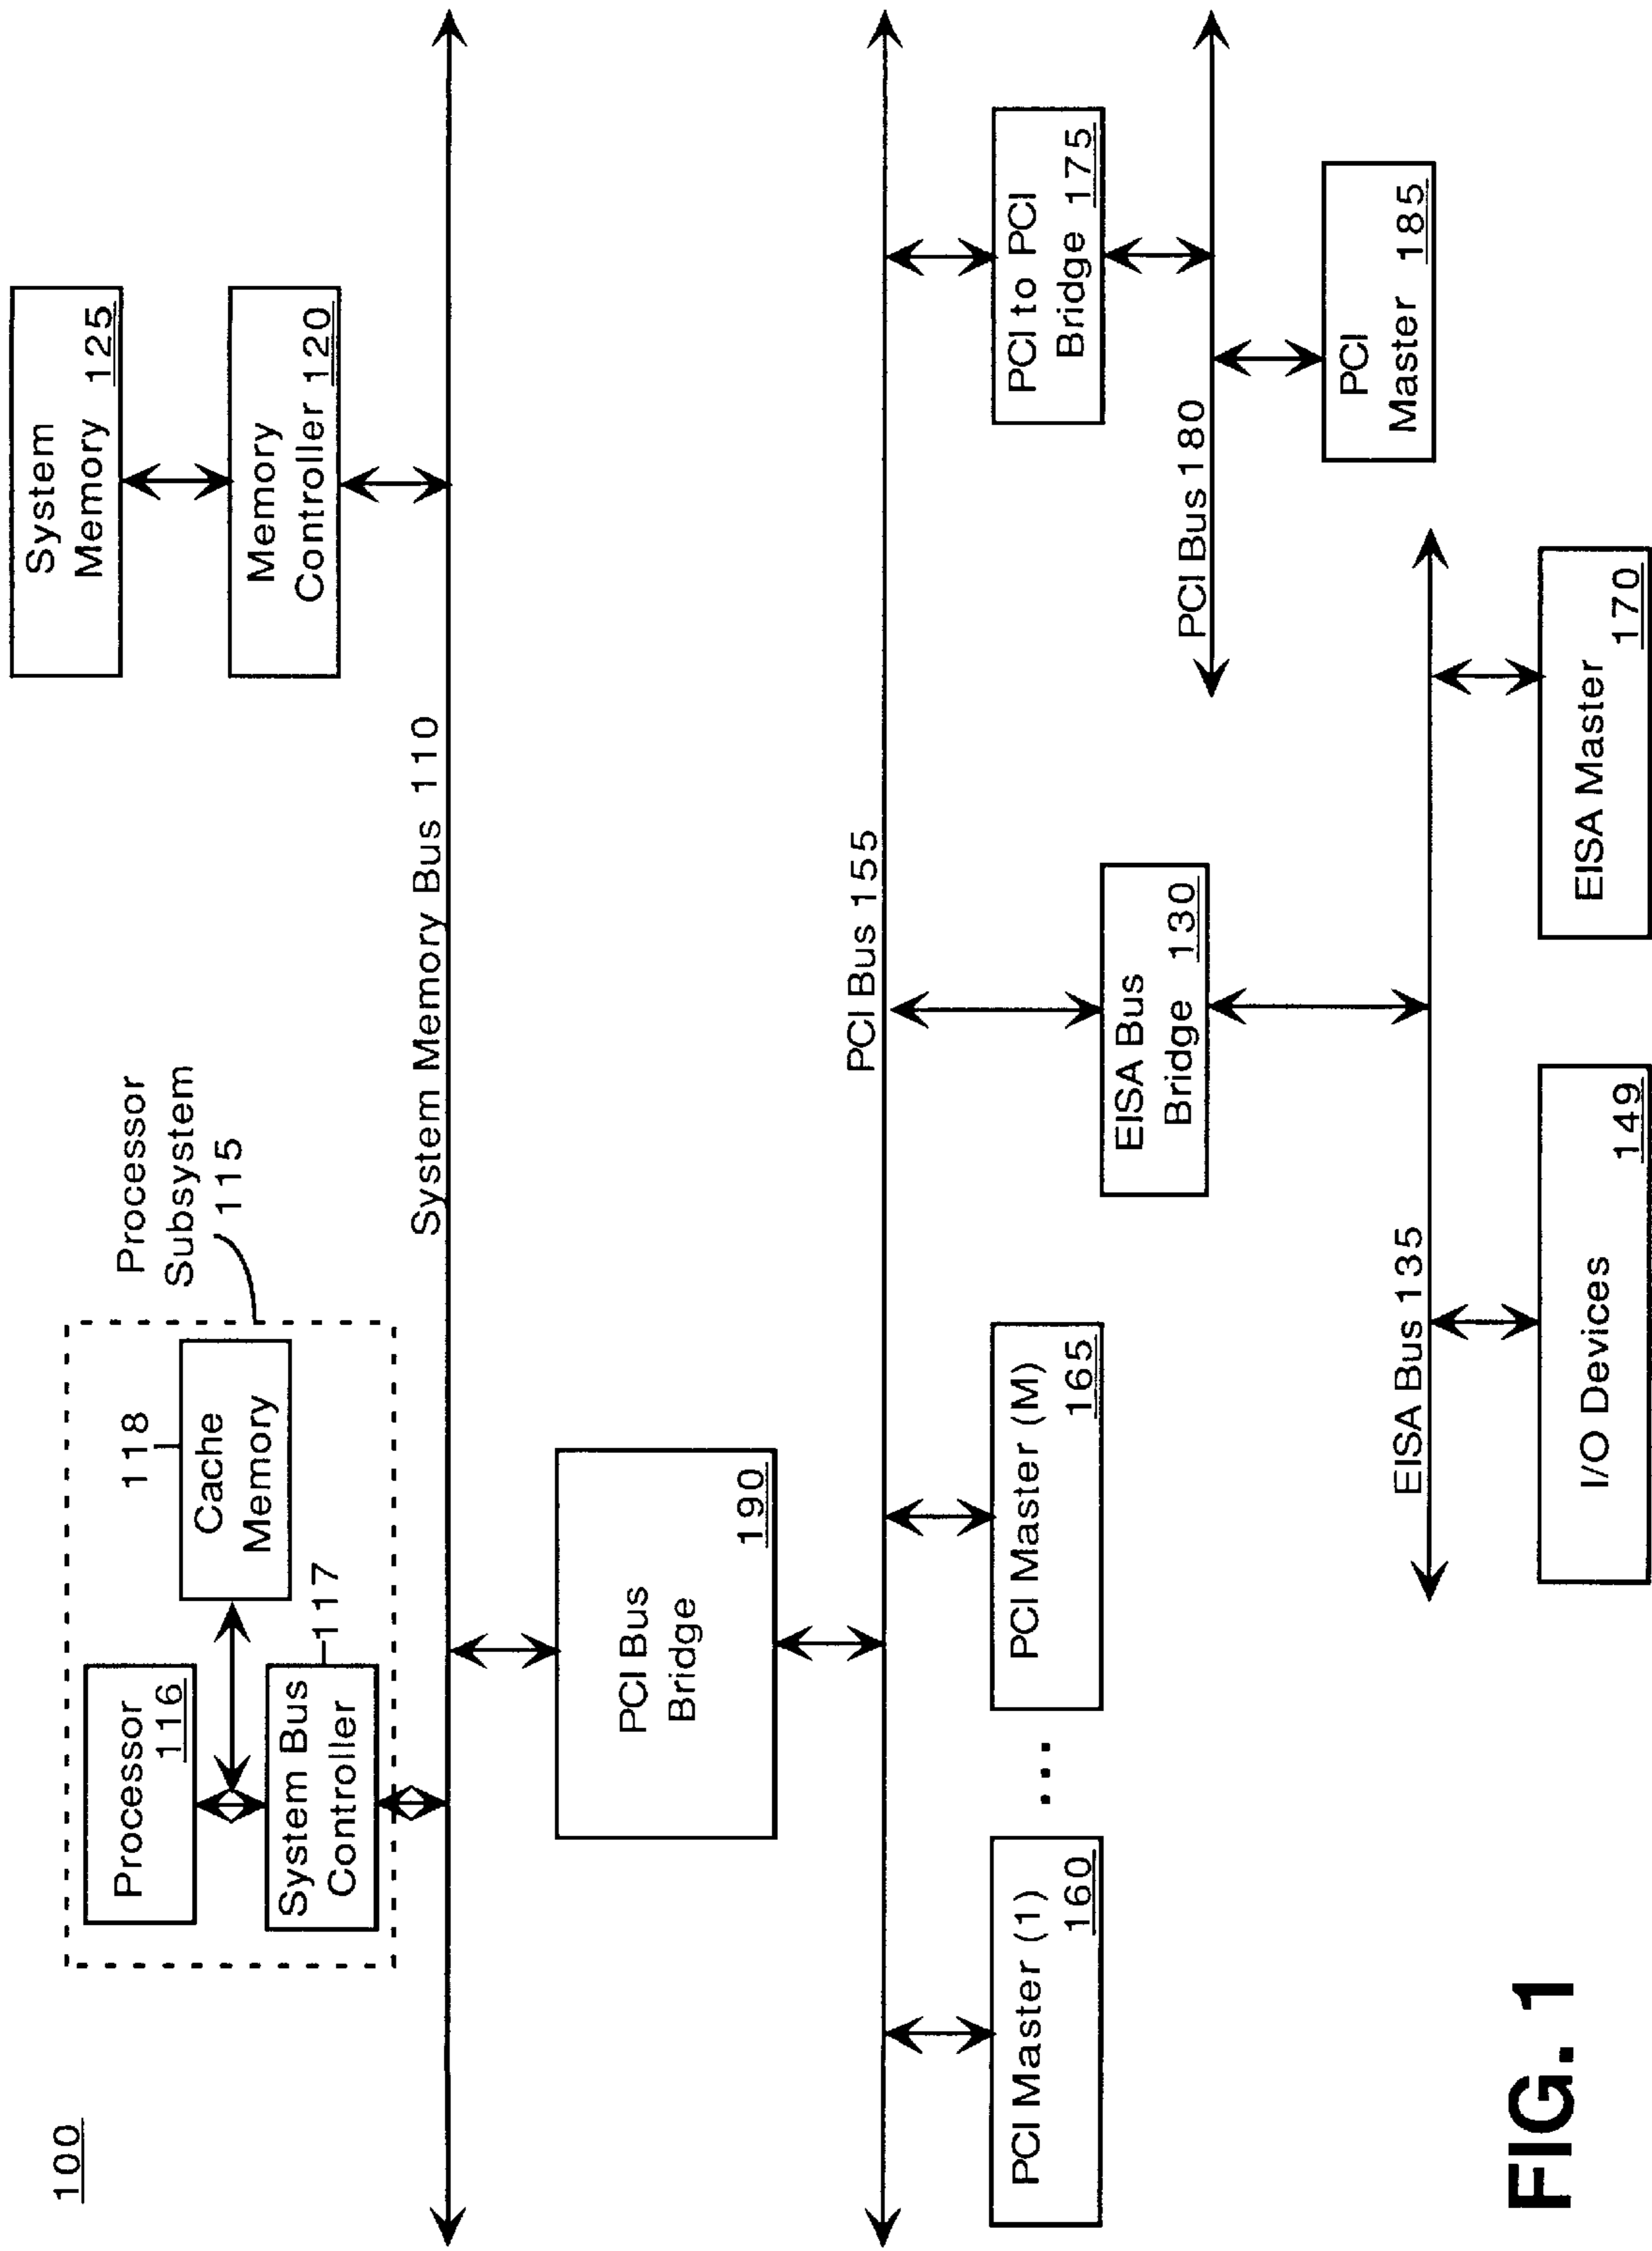 100
Processor
Subsystem
115
118
Processor
116
Cache
Memory
System Bus
Controller
117
System
Memory 125
Memory
Controller 120
System Memory Bus 110
PCI Bus
Bridge
190
PCI Bus 155
PCI Master (1)
160
...
PCI Master (M)
165
EISA Bus
Bridge 130
PCI to PCI
Bridge 175
PCI Bus 180
PCI
Master 185
EISA Bus 135
I/O Devices
149
EISA Master
170
FIG. 1